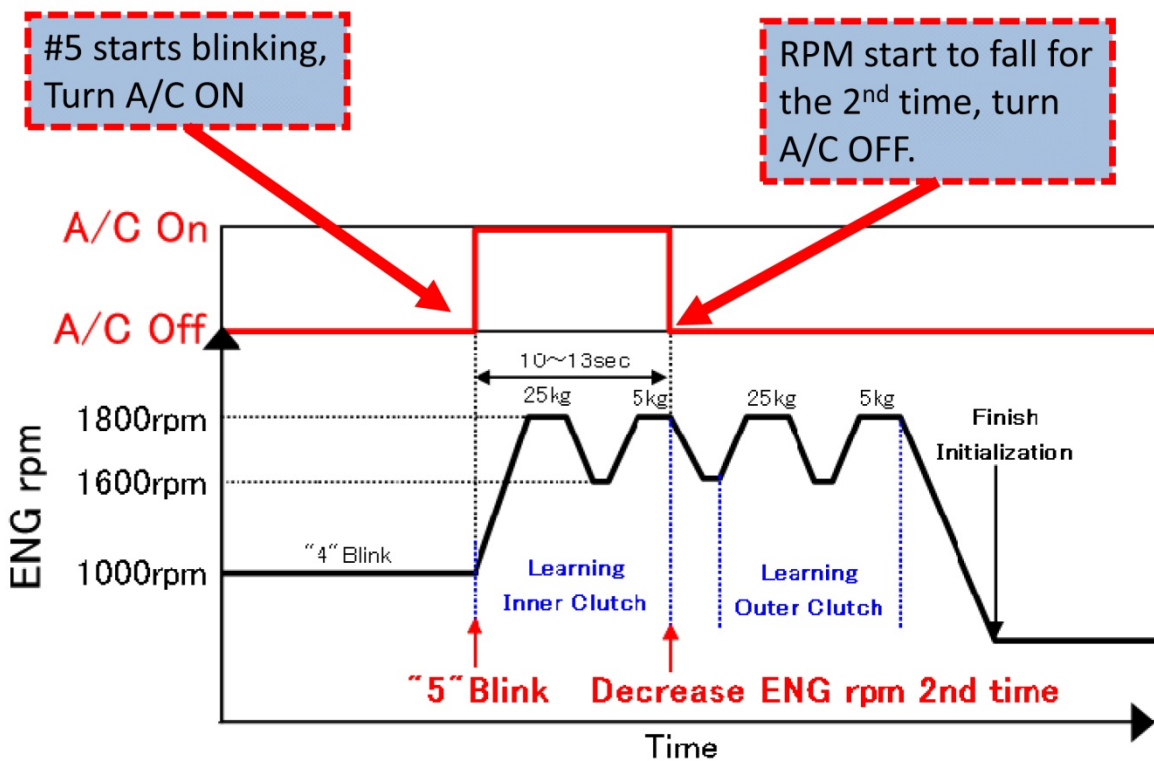 #5 starts blinking,
Turn A/C ON
RPM start to fall for
the 2nd time, turn
A/C OFF.
A/C On
A/C Off
10～13sec
25kg
5kg
25kg
5kg
1800rpm
Finish
Initialization
1600rpm
ENG rpm
"4"Blink
1000rpm
Learning
Inner Clutch
Learning
Outer Clutch
"5"Blink
Decrease ENG rpm 2nd time
Time